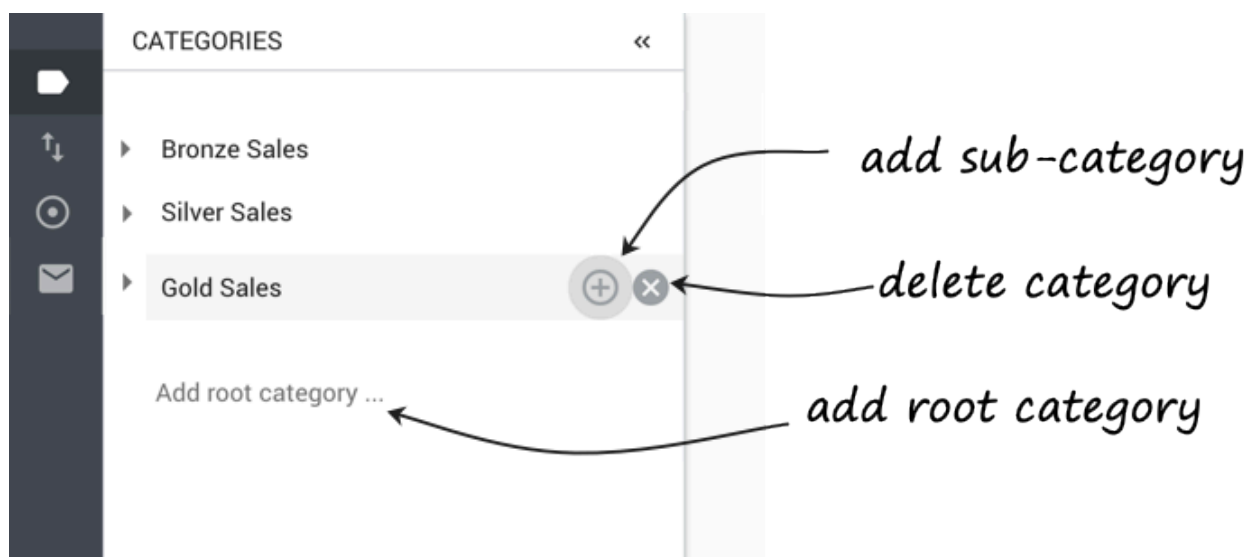 CATEGORIES
Bronze Sales
add sub-category
Silver Sales
Gold Sales
delete category
Add root category ...
add root category